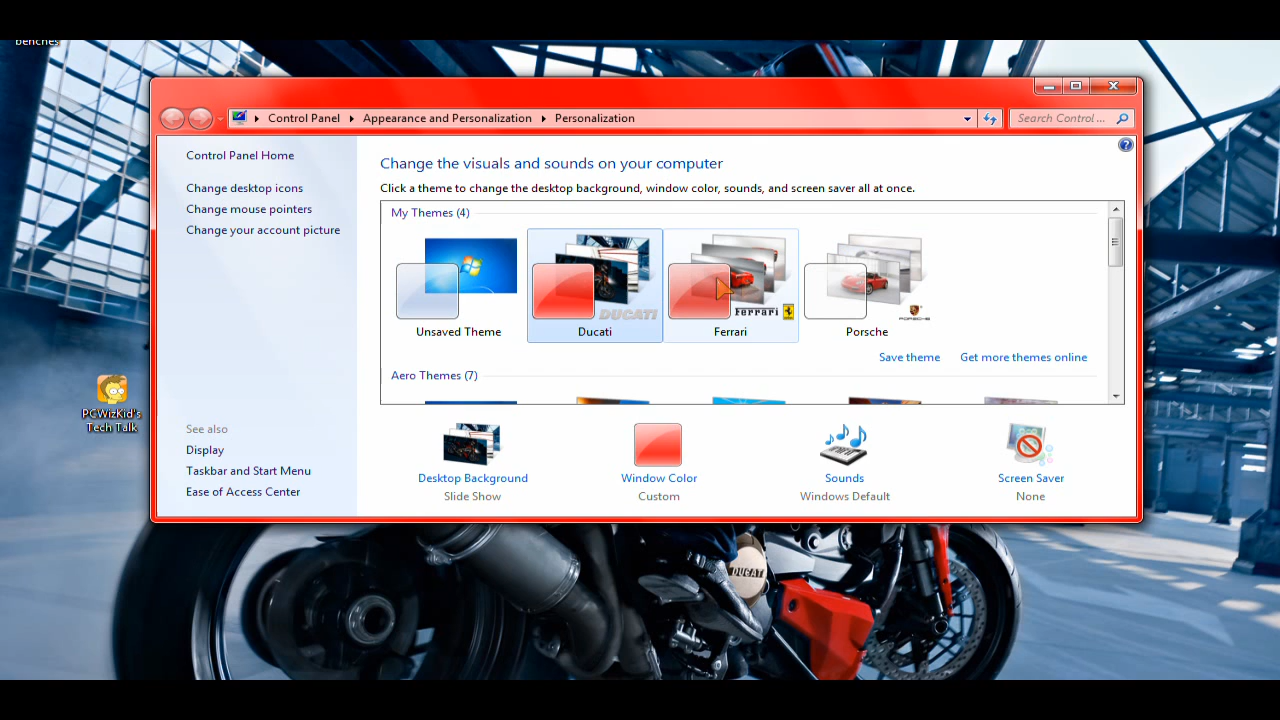 benches
Control Panel
Appearance and Personalization
Personalization
Search Control ...
Control Panel Home
Change desktop icons
Change mouse pointers
Change your account picture
See also
Display
Taskbar and Start Menu
Ease of Access Center
Change the visuals and sounds on your computer
Click a theme to change the desktop background, window color, sounds, and screen saver all at once.
My Themes (4)
DUCATI
Ferrari
PORSCHE
Unsaved Theme
Ducati
Ferrari
Porsche
Save theme
Get more themes online
Aero Themes (7)
Desktop Background
Slide Show
Window Color
Custom
Sounds
Windows Default
Screen Saver
None
PCWizKid's
Tech Talk
DUCATI